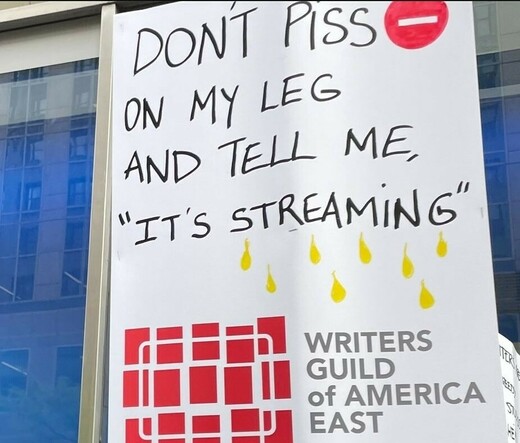 DON'T PISS
ON MY LEG
AND TELL ME,
"IT'S STREAMING"
WRITERS
GUILD
of AMERICA
EAST